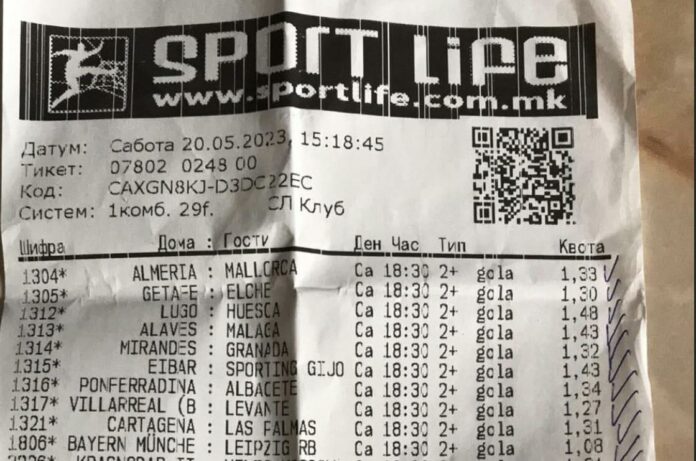 SPORT LIFE
www.sportlife.com.mk
Датум: Сабота 20.05.2023, 15:18:45
Тикет: 07802 0248 00
Код: CAXGN8KJ-D3DC22EC
Систем: 1комб. 29f. СЛ Клуб
Шифра Дома : Гости Ден Час Тип Квота
1304* ALMERIA : MALLORCA Са 18:30 2+ gola 1,33
1305* GETAFE : ELCHE Са 18:30 2+ gola 1,30
1312* LUGO : HUESCA Са 18:30 2+ gola 1,48
1313* ALAVES : MALAGA Са 18:30 2+ gola 1,43
1314* MIRANDES : GRANADA Са 18:30 2+ gola 1,32
1315* EIBAR : SPORTING GIJO Са 18:30 2+ gola 1,43
1316* PONFERRADINA : ALBACETE Са 18:30 2+ gola 1,34
1317* VILLARREAL (B : LEVANTE Са 18:30 2+ gola 1,27
1321* CARTAGENA : LAS PALMAS Са 18:30 2+ gola 1,31
1806* BAYERN MÜNCHE : LEIPZIG RB Са 18:30 2+ gola 1,08